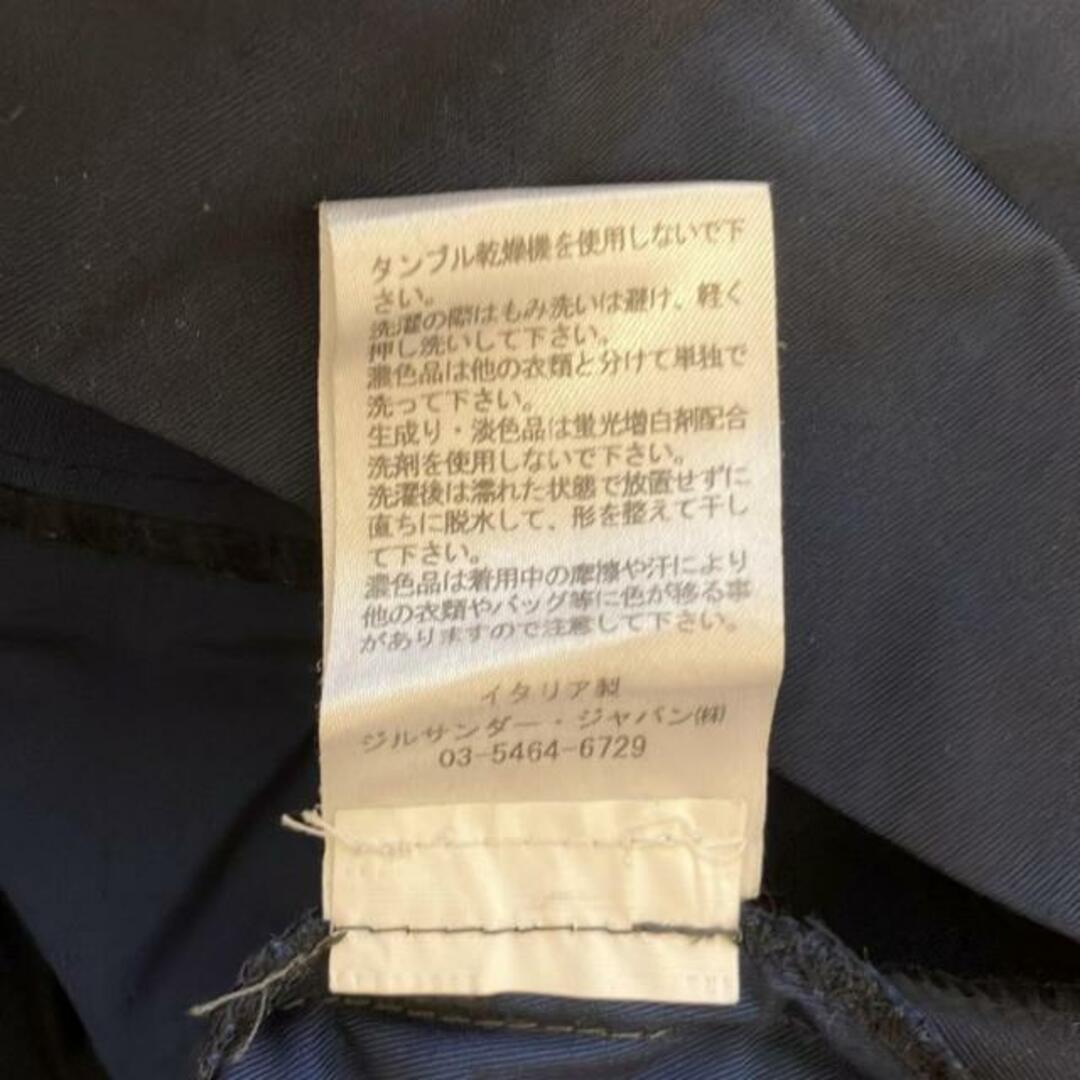 タンブル乾燥機を使用しないで下
さい。
洗濯の際はもみ洗いは避け、軽く
押し洗いして下さい。
濃色品は他の衣類と分けて単独で
洗って下さい。
生成り・淡色品は蛍光増白剤配合
洗剤を使用しないで下さい。
洗濯後は濡れた状態で放置せずに
直ちに脱水して、形を整えて干し
て下さい。
濃色品は着用中の摩擦や汗により
他の衣類やバッグ等に色が移る事
がありますので注意して下さい。
イタリア製
ジルサンダー・ジャパン㈱
03-5464-6729